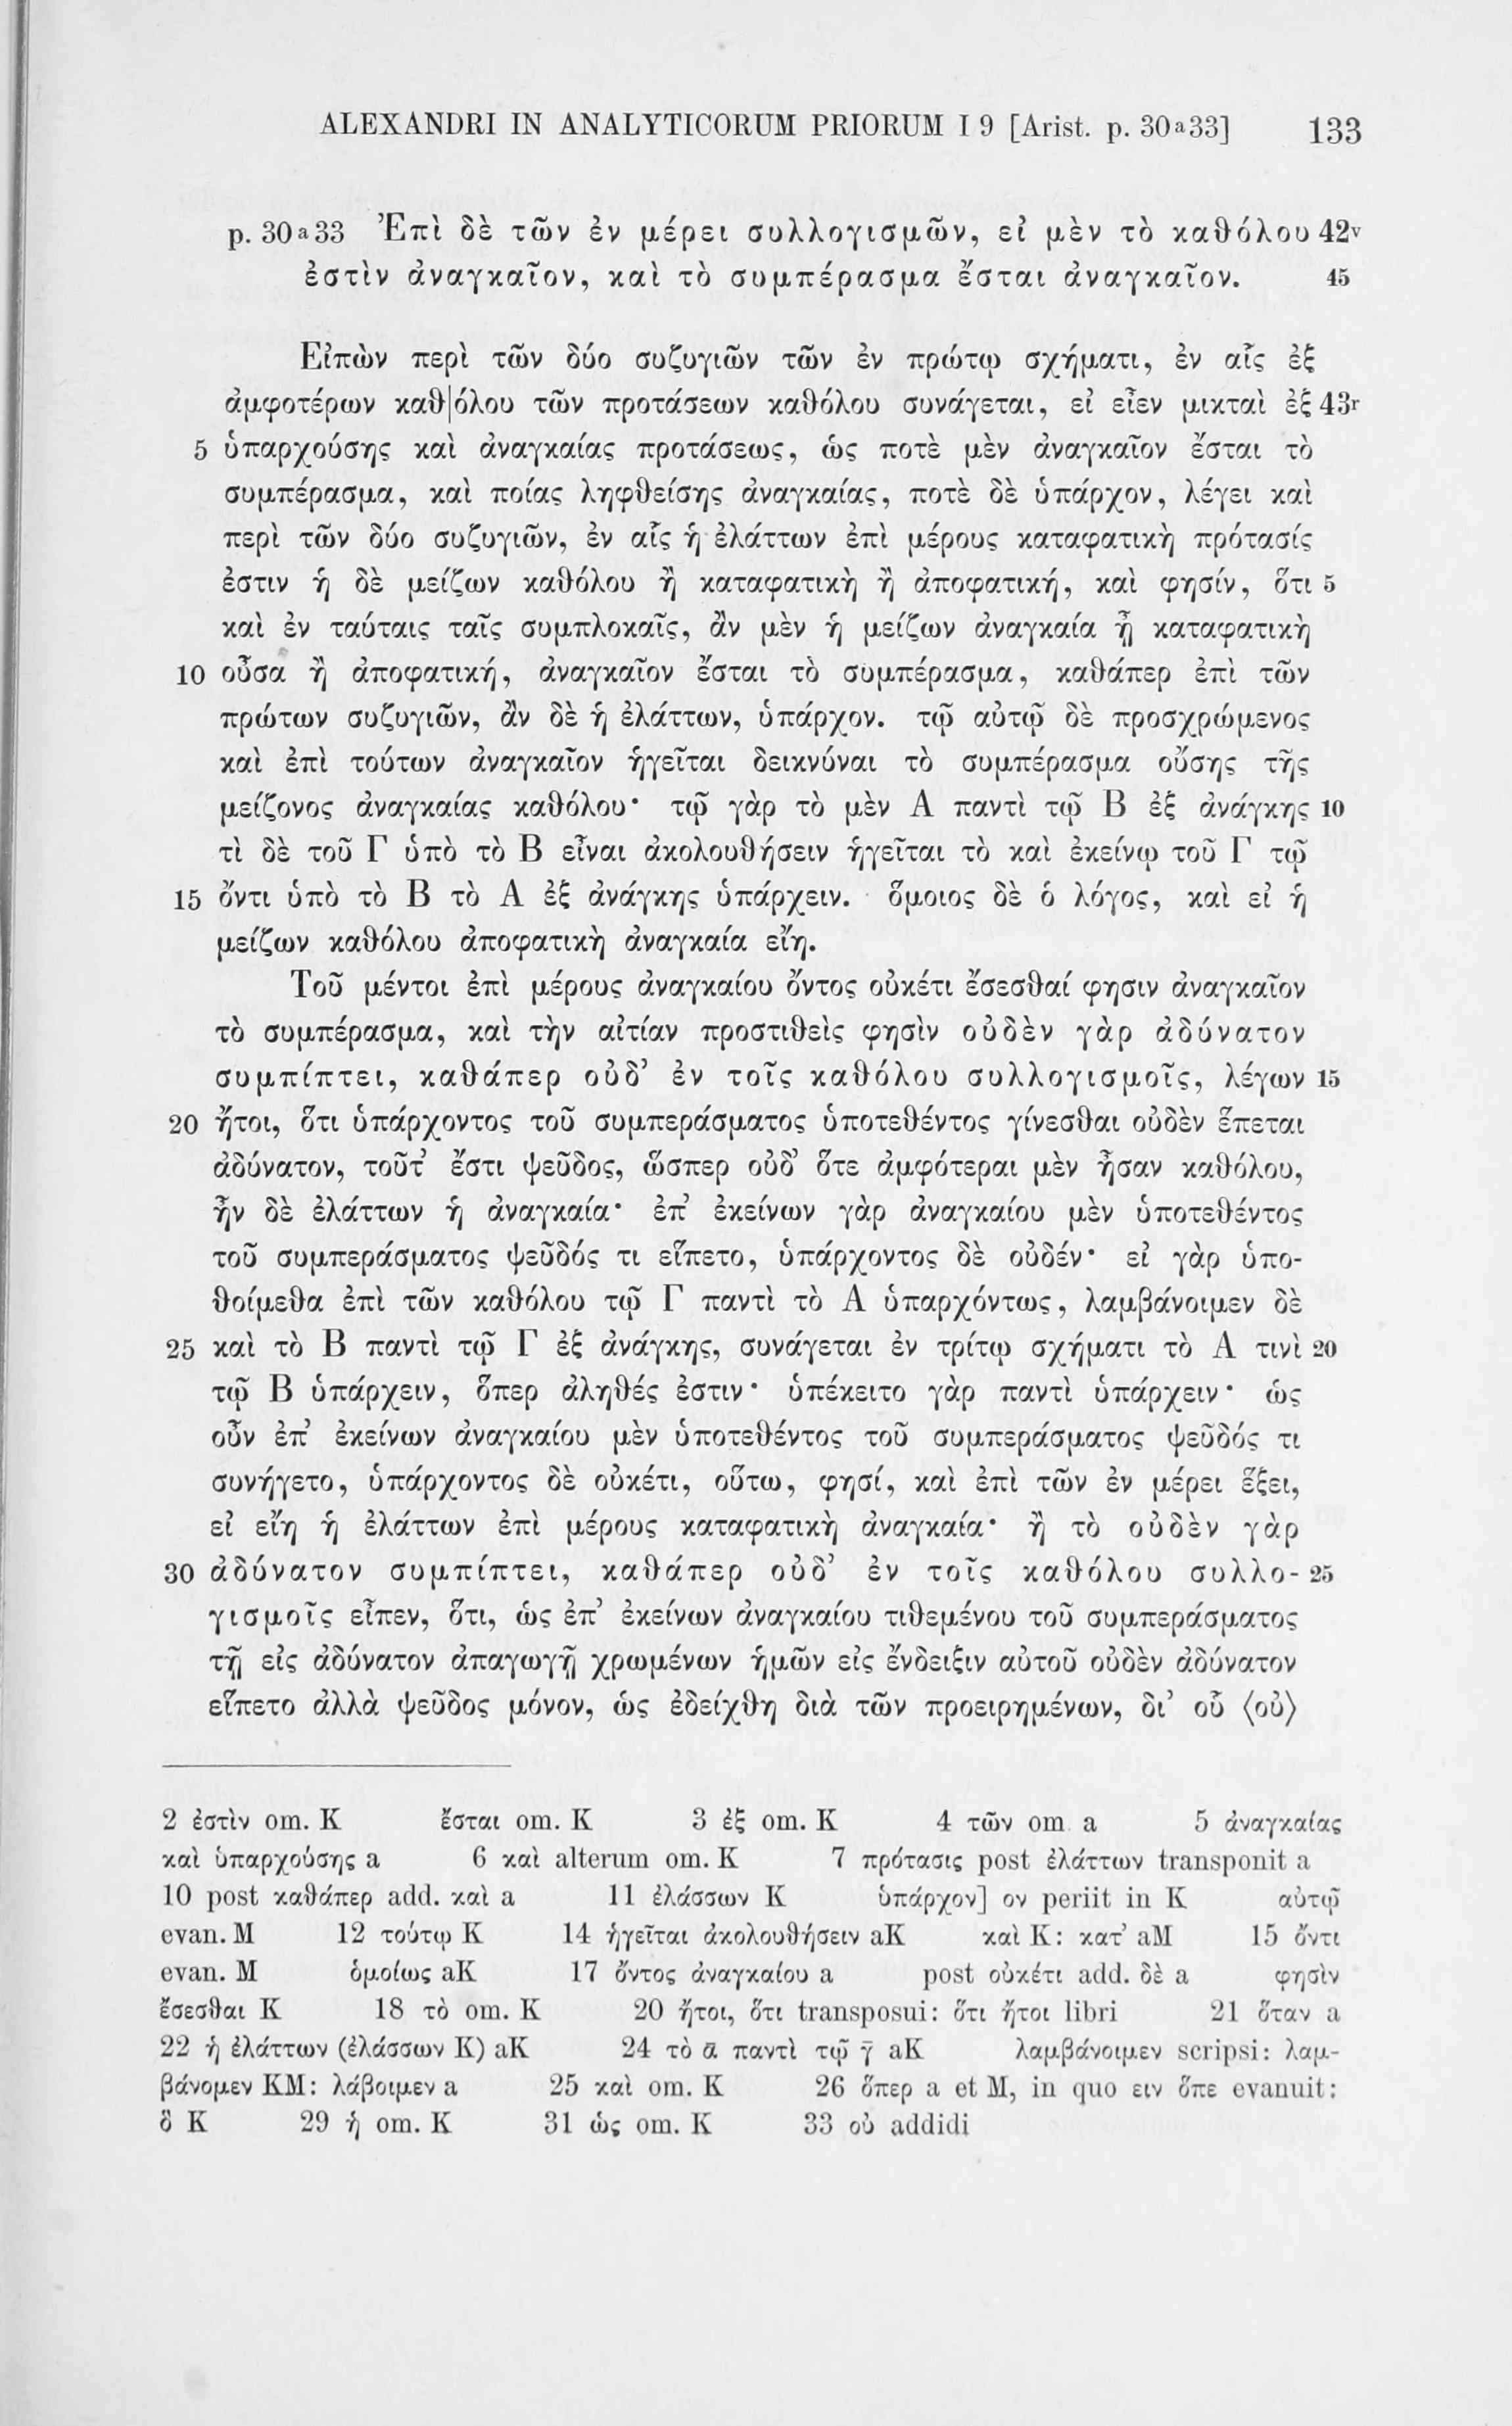 ALEXANDRI IN ANALYTICORUM PRIORUM I 9 [Arist. p. 30a33] 133
p. 30a33 Ἐπὶ δὲ τῶν ἐν μέρει συλλογισμῶν, εἰ μὲν τὸ καθόλου 42v
ἐστὶν ἀναγκαῖον, καὶ τὸ συμπέρασμα ἔσται ἀναγκαῖον. 45
Εἰπὼν περὶ τῶν δύο συζυγιῶν τῶν ἐν πρώτῳ σχήματι, ἐν αἷς ἐξ
ἀμφοτέρων καθ|όλου τῶν προτάσεων καθόλου συνάγεται, εἰ εἶεν μικταὶ ἐξ 43r
5 ὑπαρχούσης καὶ ἀναγκαίας προτάσεως, ὡς ποτὲ μὲν ἀναγκαῖον ἔσται τὸ
συμπέρασμα, καὶ ποίας ληφθείσης ἀναγκαίας, ποτὲ δὲ ὑπάρχον, λέγει καὶ
περὶ τῶν δύο συζυγιῶν, ἐν αἷς ἡ ἐλάττων ἐπὶ μέρους καταφατικὴ πρότασίς
ἐστιν ἡ δὲ μείζων καθόλου ἢ καταφατικὴ ἢ ἀποφατική, καὶ φησίν, ὅτι 5
καὶ ἐν ταύταις ταῖς συμπλοκαῖς, ἂν μὲν ἡ μείζων ἀναγκαία ᾖ καταφατικὴ
10 οὖσα ἢ ἀποφατική, ἀναγκαῖον ἔσται τὸ συμπέρασμα, καθάπερ ἐπὶ τῶν
πρώτων συζυγιῶν, ἂν δὲ ἡ ἐλάττων, ὑπάρχον. τῷ αὐτῷ δὲ προσχρώμενος
καὶ ἐπὶ τούτων ἀναγκαῖον ἡγεῖται δεικνύναι τὸ συμπέρασμα οὔσης τῆς
μείζονος ἀναγκαίας καθόλου· τῷ γὰρ τὸ μὲν Α παντὶ τῷ Β ἐξ ἀνάγκης 10
τὶ δὲ τοῦ Γ ὑπὸ τὸ Β εἶναι ἀκολουθήσειν ἡγεῖται τὸ καὶ ἐκείνῳ τοῦ Γ τῷ
15 ὄντι ὑπὸ τὸ Β τὸ Α ἐξ ἀνάγκης ὑπάρχειν. ὅμοιος δὲ ὁ λόγος, καὶ εἰ ἡ
μείζων καθόλου ἀποφατικὴ ἀναγκαία εἴη.
Τοῦ μέντοι ἐπὶ μέρους ἀναγκαίου ὄντος οὐκέτι ἔσεσθαί φησιν ἀναγκαῖον
τὸ συμπέρασμα, καὶ τὴν αἰτίαν προστιθεὶς φησὶν οὐδὲν γὰρ ἀδύνατον
συμπίπτει, καθάπερ οὐδ’ ἐν τοῖς καθόλου συλλογισμοῖς, λέγων 15
20 ἤτοι, ὅτι ὑπάρχοντος τοῦ συμπεράσματος ὑποτεθέντος γίνεσθαι οὐδὲν ἕπεται
ἀδύνατον, τοῦτ’ ἔστι ψεῦδος, ὥσπερ οὐδ’ ὅτε ἀμφότεραι μὲν ἦσαν καθόλου,
ἦν δὲ ἐλάττων ἡ ἀναγκαία· ἐπ’ ἐκείνων γὰρ ἀναγκαίου μὲν ὑποτεθέντος
τοῦ συμπεράσματος ψεῦδός τι εἵπετο, ὑπάρχοντος δὲ οὐδέν· εἰ γὰρ ὑπο-
θοίμεθα ἐπὶ τῶν καθόλου τῷ Γ παντὶ τὸ Α ὑπαρχόντως, λαμβάνοιμεν δὲ
25 καὶ τὸ Β παντὶ τῷ Γ ἐξ ἀνάγκης, συνάγεται ἐν τρίτῳ σχήματι τὸ Α τινὶ 20
τῷ Β ὑπάρχειν, ὅπερ ἀληθές ἐστιν· ὑπέκειτο γὰρ παντὶ ὑπάρχειν· ὡς
οὖν ἐπ’ ἐκείνων ἀναγκαίου μὲν ὑποτεθέντος τοῦ συμπεράσματος ψεῦδός τι
συνήγετο, ὑπάρχοντος δὲ οὐκέτι, οὕτω, φησί, καὶ ἐπὶ τῶν ἐν μέρει ἕξει,
εἰ εἴη ἡ ἐλάττων ἐπὶ μέρους καταφατικὴ ἀναγκαία· ἢ τὸ οὐδὲν γὰρ
30 ἀδύνατον συμπίπτει, καθάπερ οὐδ’ ἐν τοῖς καθόλου συλλο- 25
γισμοῖς εἶπεν, ὅτι, ὡς ἐπ’ ἐκείνων ἀναγκαίου τιθεμένου τοῦ συμπεράσματος
τῇ εἰς ἀδύνατον ἀπαγωγῇ χρωμένων ἡμῶν εἰς ἔνδειξιν αὐτοῦ οὐδὲν ἀδύνατον
εἵπετο ἀλλὰ ψεῦδος μόνον, ὡς ἐδείχθη διὰ τῶν προειρημένων, δι’ οὗ ⟨οὐ⟩
2 ἐστὶν om. K ἔσται om. K 3 ἐξ om. K 4 τῶν om a 5 ἀναγκαίας
καὶ ὑπαρχούσης a 6 καὶ alterum om. K 7 πρότασις post ἐλάττων transponit a
10 post καθάπερ add. καὶ a 11 ἐλάσσων K ὑπάρχον] ον periit in K αὐτῷ
evan. M 12 τούτῳ K 14 ἡγεῖται ἀκολουθήσειν aK καὶ K: κατ’ aM 15 ὄντι
evan. M ὁμοίως aK 17 ὄντος ἀναγκαίου a post οὐκέτι add. δὲ a φησὶν
ἔσεσθαι K 18 τὸ om. K 20 ἤτοι, ὅτι transposui: ὅτι ἤτοι libri 21 ὅταν a
22 ἡ ἐλάττων (ἐλάσσων K) aK 24 τὸ ᾱ παντὶ τῷ γ̄ aK λαμβάνοιμεν scripsi: λαμ-
βάνομεν KM: λάβοιμεν a 25 καὶ om. K 26 ὅπερ a et M, in quo ειν ὅπε evanuit:
ὃ K 29 ἡ om. K 31 ὡς om. K 33 οὐ addidi